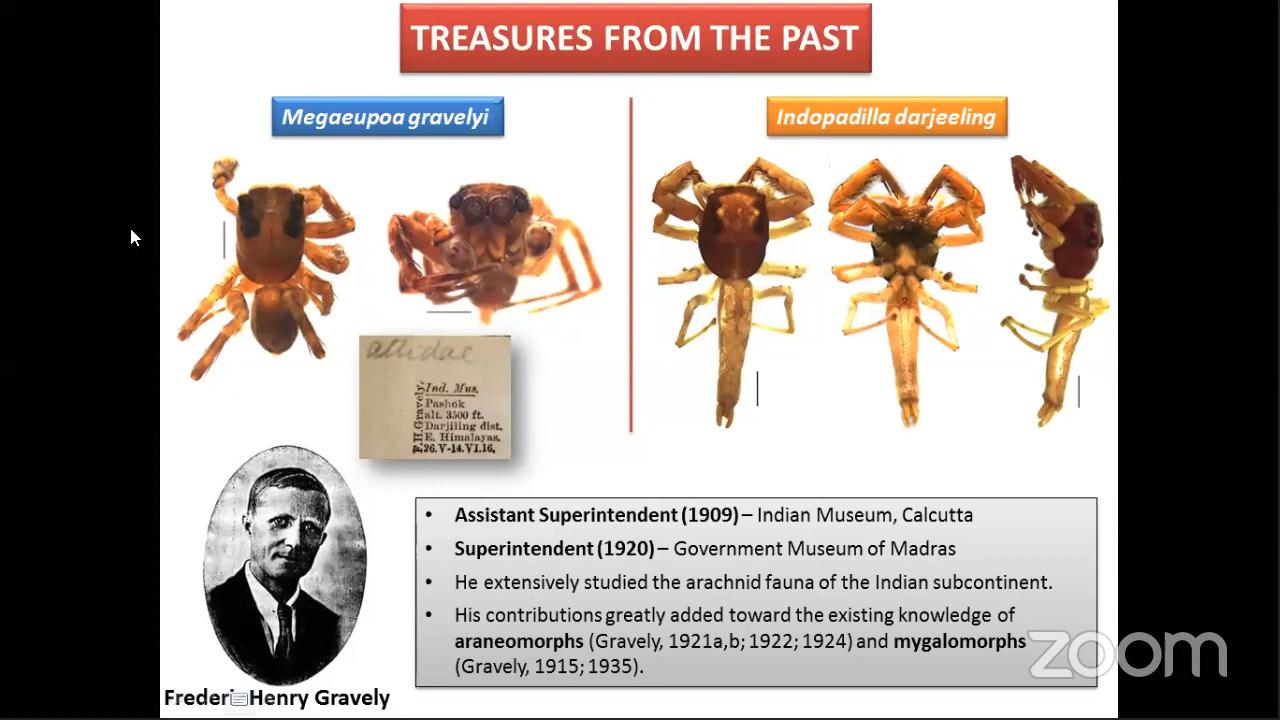 TREASURES FROM THE PAST
Megaeupoa gravelyi
Indopadilla darjeeling
attidae
F.H.Gravely.
Ind. Mus.
Pashok
alt. 3500 ft.
Darjiling dist.
E. Himalayas.
26.V-14.VI.16.
Henry Gravely
• Assistant Superintendent (1909) – Indian Museum, Calcutta
• Superintendent (1920) – Government Museum of Madras
• He extensively studied the arachnid fauna of the Indian subcontinent.
• His contributions greatly added toward the existing knowledge of
araneomorphs (Gravely, 1921a,b; 1922; 1924) and mygalomorphs
(Gravely, 1915; 1935).
zoom